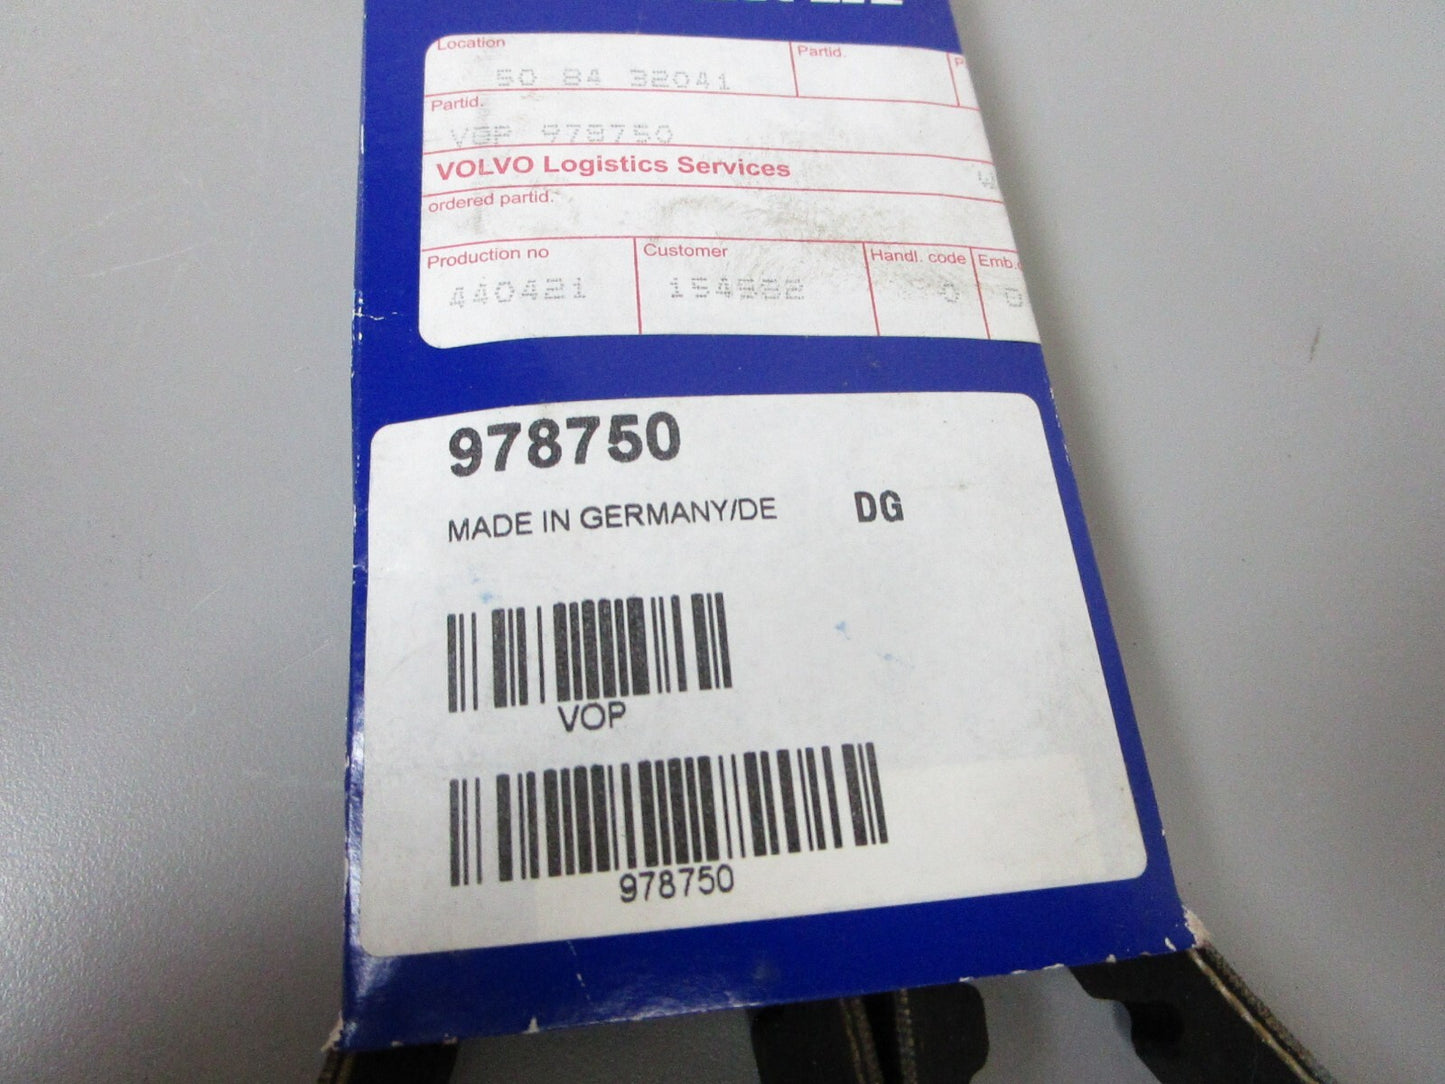 Location
Partid.
50 84 32041
Partid.
VOP 978750
VOLVO Logistics Services
ordered partid.
Production no
Customer
Handl. code
440421
0
0
978750
MADE IN GERMANY/DE
DG
VOP
978750